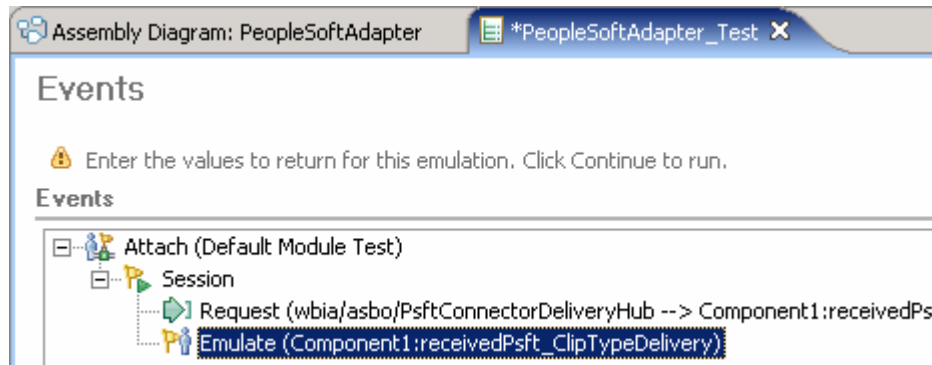 Assembly Diagram: PeopleSoftAdapter
*PeopleSoftAdapter_Test
Events
Enter the values to return for this emulation. Click Continue to run.
Events
Attach (Default Module Test)
Session
Request (wbia/asbo/PsftConnectorDeliveryHub --> Component1:receivedPs
Emulate (Component1:receivedPsft_ClipTypeDelivery)